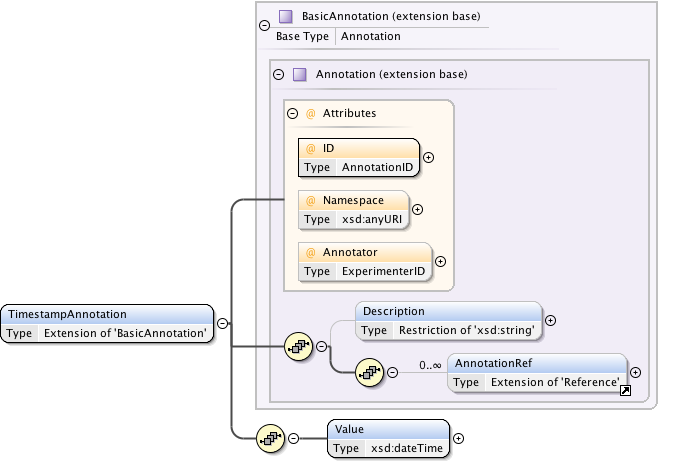 BasicAnnotation (extension base)
Base Type Annotation
Annotation (extension base)
@ Attributes
@ ID
Type AnnotationID
@ Namespace
Type xsd:anyURI
@ Annotator
Type ExperimenterID
TimestampAnnotation
Type Extension of 'BasicAnnotation'
Description
Type Restriction of 'xsd:string'
0..∞
AnnotationRef
Type Extension of 'Reference'
Value
Type xsd:dateTime